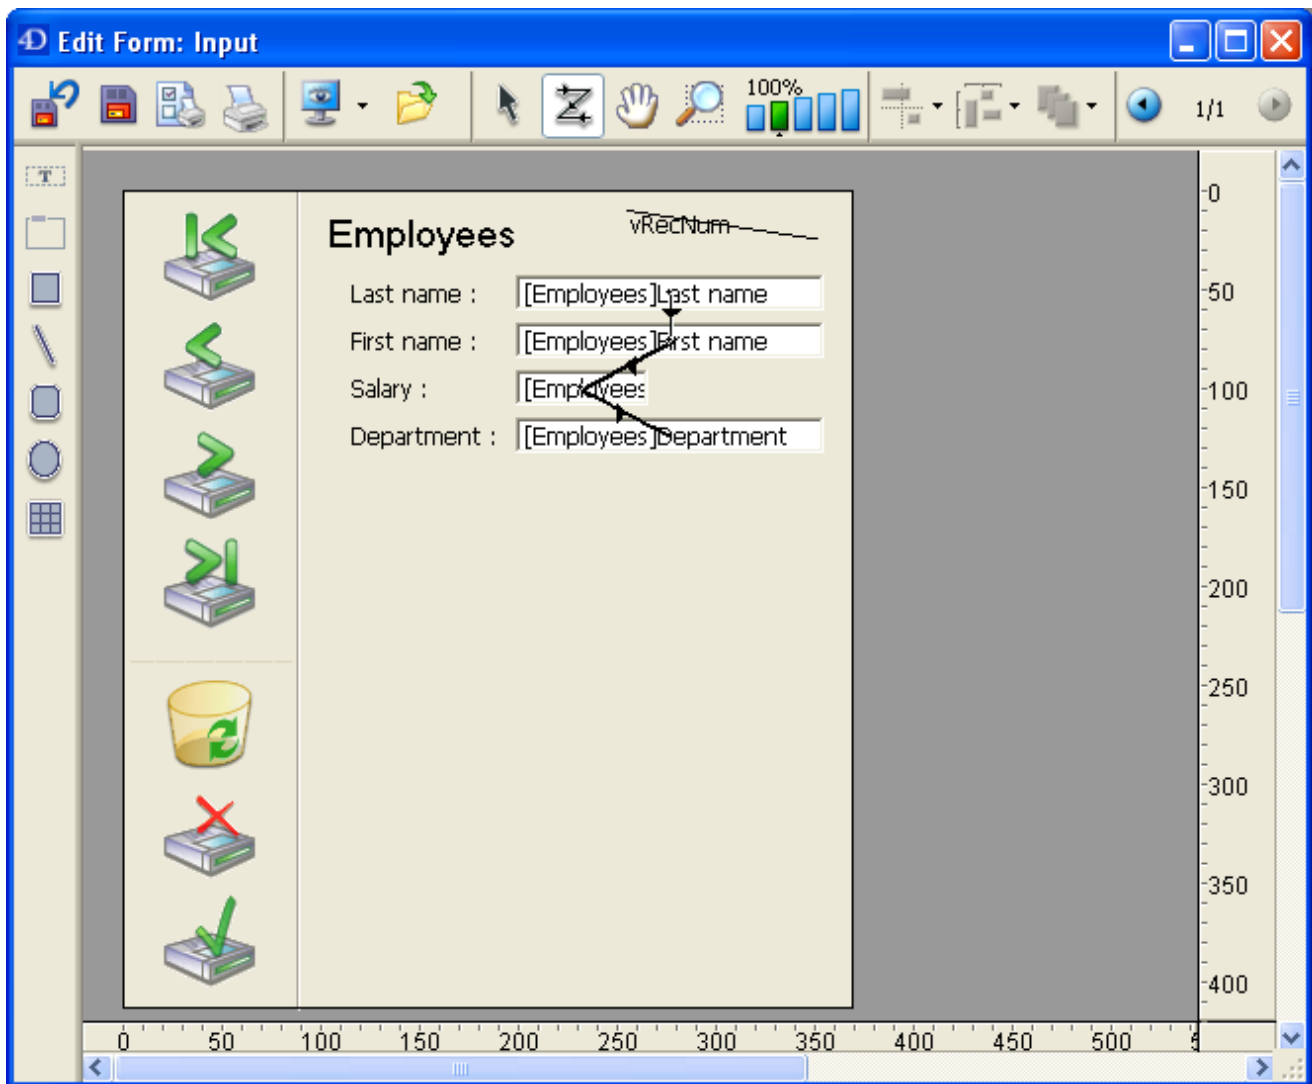 4D Edit Form: Input
100%
1/1
T
Employees
vRecNum
Last name : [Employees]Last name
First name : [Employees]First name
Salary : [Employees
Department : [Employees]Department
0
50
100
150
200
250
300
350
400
0 50 100 150 200 250 300 350 400 450 500